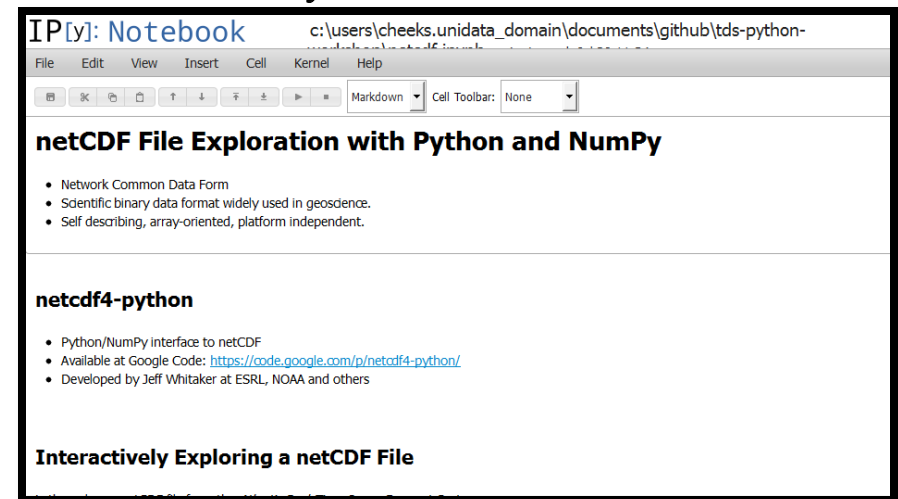 IP[y]: Notebook
c:\users\cheeks.unidata_domain\documents\github\tds-python-
File Edit View Insert Cell Kernel Help
Markdown Cell Toolbar: None
netCDF File Exploration with Python and NumPy
• Network Common Data Form
• Scientific binary data format widely used in geoscience.
• Self describing, array-oriented, platform independent.
netcdf4-python
• Python/NumPy interface to netCDF
• Available at Google Code: https://code.google.com/p/netcdf4-python/
• Developed by Jeff Whitaker at ESRL, NOAA and others
Interactively Exploring a netCDF File